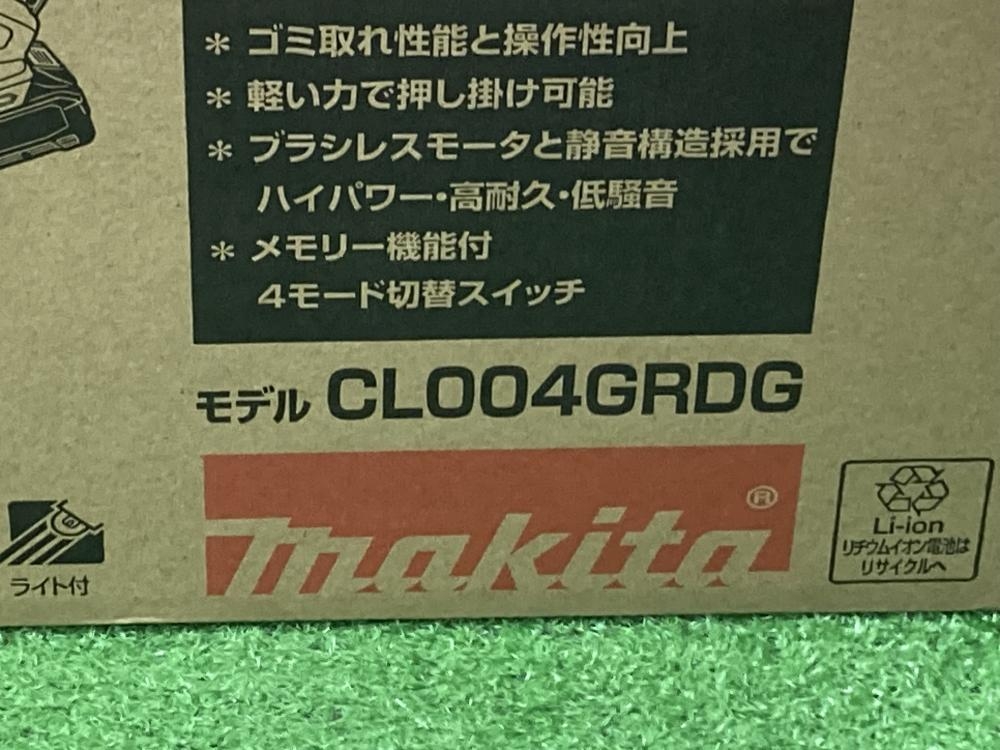 * ゴミ取れ性能と操作性向上
* 軽い力で押し掛け可能
* ブラシレスモータと静音構造採用で
ハイパワー・高耐久・低騒音
* メモリー機能付
4モード切替スイッチ
モデル CL004GRDG
makita®
ライト付
Li-ion
リチウムイオン電池は
リサイクルへ